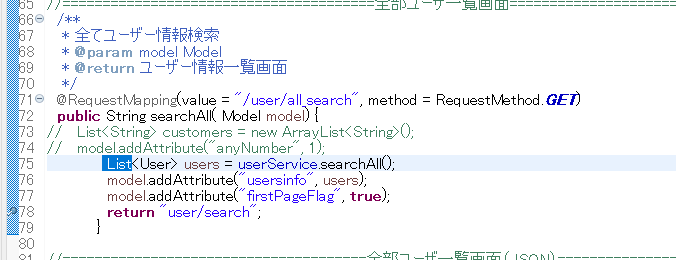 65 //======================================全部ユーザ一覧画面======================
66 /**
67 * 全てユーザー情報検索
68 * @param model Model
69 * @return ユーザー情報一覧画面
70 */
71 @RequestMapping(value = "/user/all_search", method = RequestMethod.GET)
72 public String searchAll( Model model) {
73 // List<String> customers = new ArrayList<String>();
74 // model.addAttribute("anyNumber", 1);
75 List<User> users = userService.searchAll();
76 model.addAttribute("usersinfo", users);
77 model.addAttribute("firstPageFlag", true);
78 return "user/search";
79 }
80
81 //=====================================全部ユーザ一覧画面(JSON)================